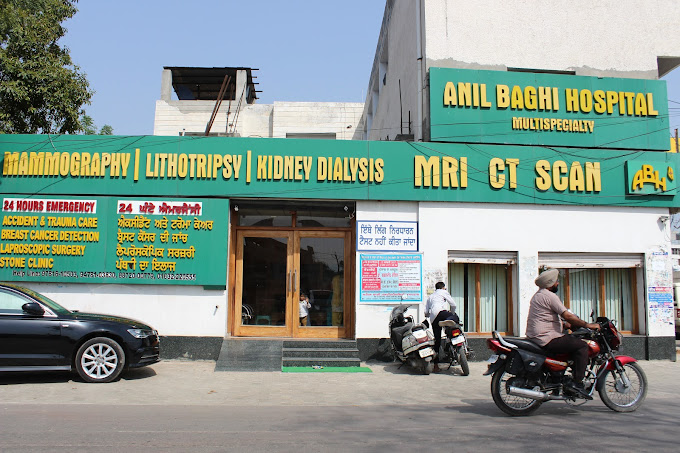 ANIL BAGHI HOSPITAL
MULTISPECIALTY
MAMMOGRAPHY | LITHOTRIPSY | KIDNEY DIALYSIS MRI CT SCAN
ABH
24 HOURS EMERGENCY
ACCIDENT & TRAUMA CARE
BREAST CANCER DETECTION
LAPROSCOPIC SURGERY
STONE CLINIC
24 ਘੰਟੇ ਐਮਰਜੈਂਸੀ
ਐਕਸੀਡੈਂਟ ਅਤੇ ਟਰੋਮਾ ਕੇਅਰ
ਬ੍ਰੈਸਟ ਕੈਂਸਰ ਦੀ ਜਾਂਚ
ਲੈਪਰੋਸਕੋਪਿਕ ਸਰਜਰੀ
ਪੱਥਰੀ ਦਾ ਇਲਾਜ
ਇੱਥੇ ਲਿੰਗ ਨਿਰਧਾਰਨ
ਟੈਸਟ ਨਹੀਂ ਕੀਤਾ ਜਾਂਦਾ